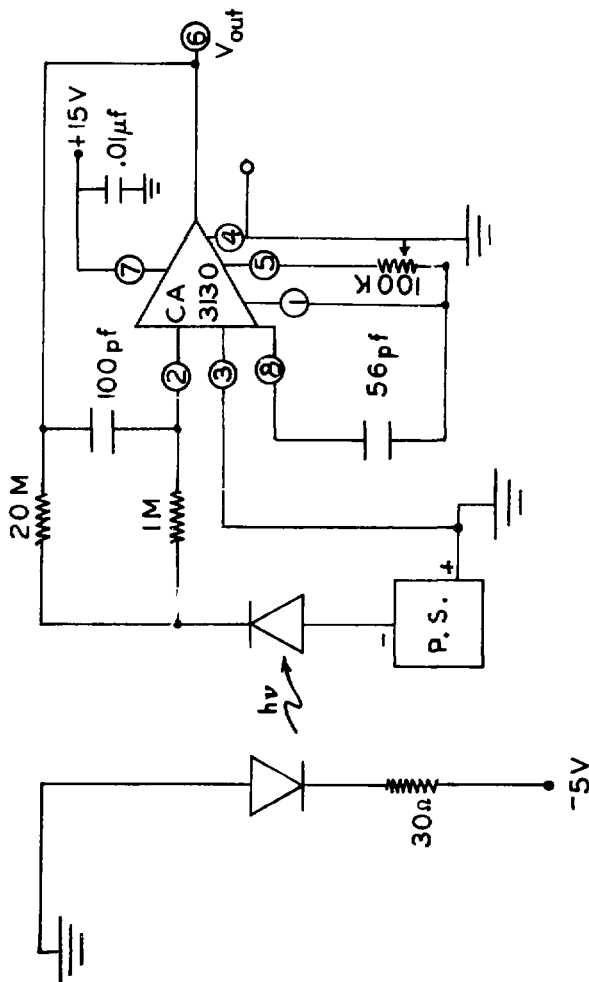 20M
100pf
1M
+15V
.01µf
7
6
Vout
CA
3130
2
3
8
4
5
1
100K
56pf
hν
-
P.S.
+
30Ω
-5V